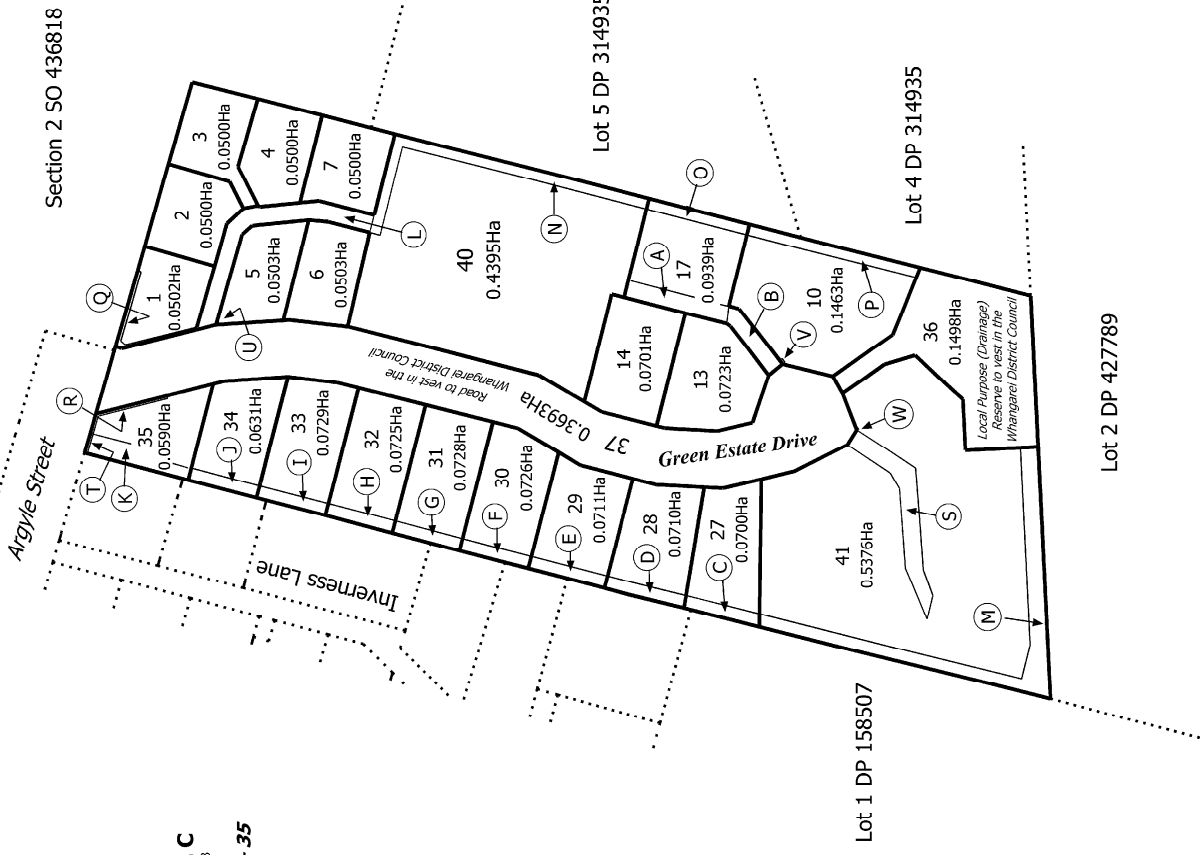 Section 2 SO 436818
Lot 5 DP 314935
Lot 4 DP 314935
Lot 2 DP 427789
Lot 1 DP 158507
Argyle Street
Inverness Lane
3
0.0500Ha
4
0.0500Ha
7
0.0500Ha
2
0.0500Ha
1
0.0502Ha
5
0.0503Ha
6
0.0503Ha
Q
U
L
N
O
40
0.4395Ha
A
17
0.0939Ha
B
10
0.1463Ha
P
V
14
0.0701Ha
13
0.0723Ha
36
0.1498Ha
Local Purpose (Drainage)
Reserve to vest in the
Whangarei District Council
Road to vest in the
Whangarei District Council
37
0.3693Ha
Green Estate Drive
R
T
K
35
0.0590Ha
34
0.0631Ha
J
33
0.0729Ha
I
32
0.0725Ha
H
31
0.0728Ha
G
30
0.0726Ha
F
29
0.0711Ha
E
28
0.0710Ha
D
27
0.0700Ha
C
W
S
41
0.5376Ha
M
C
8
35